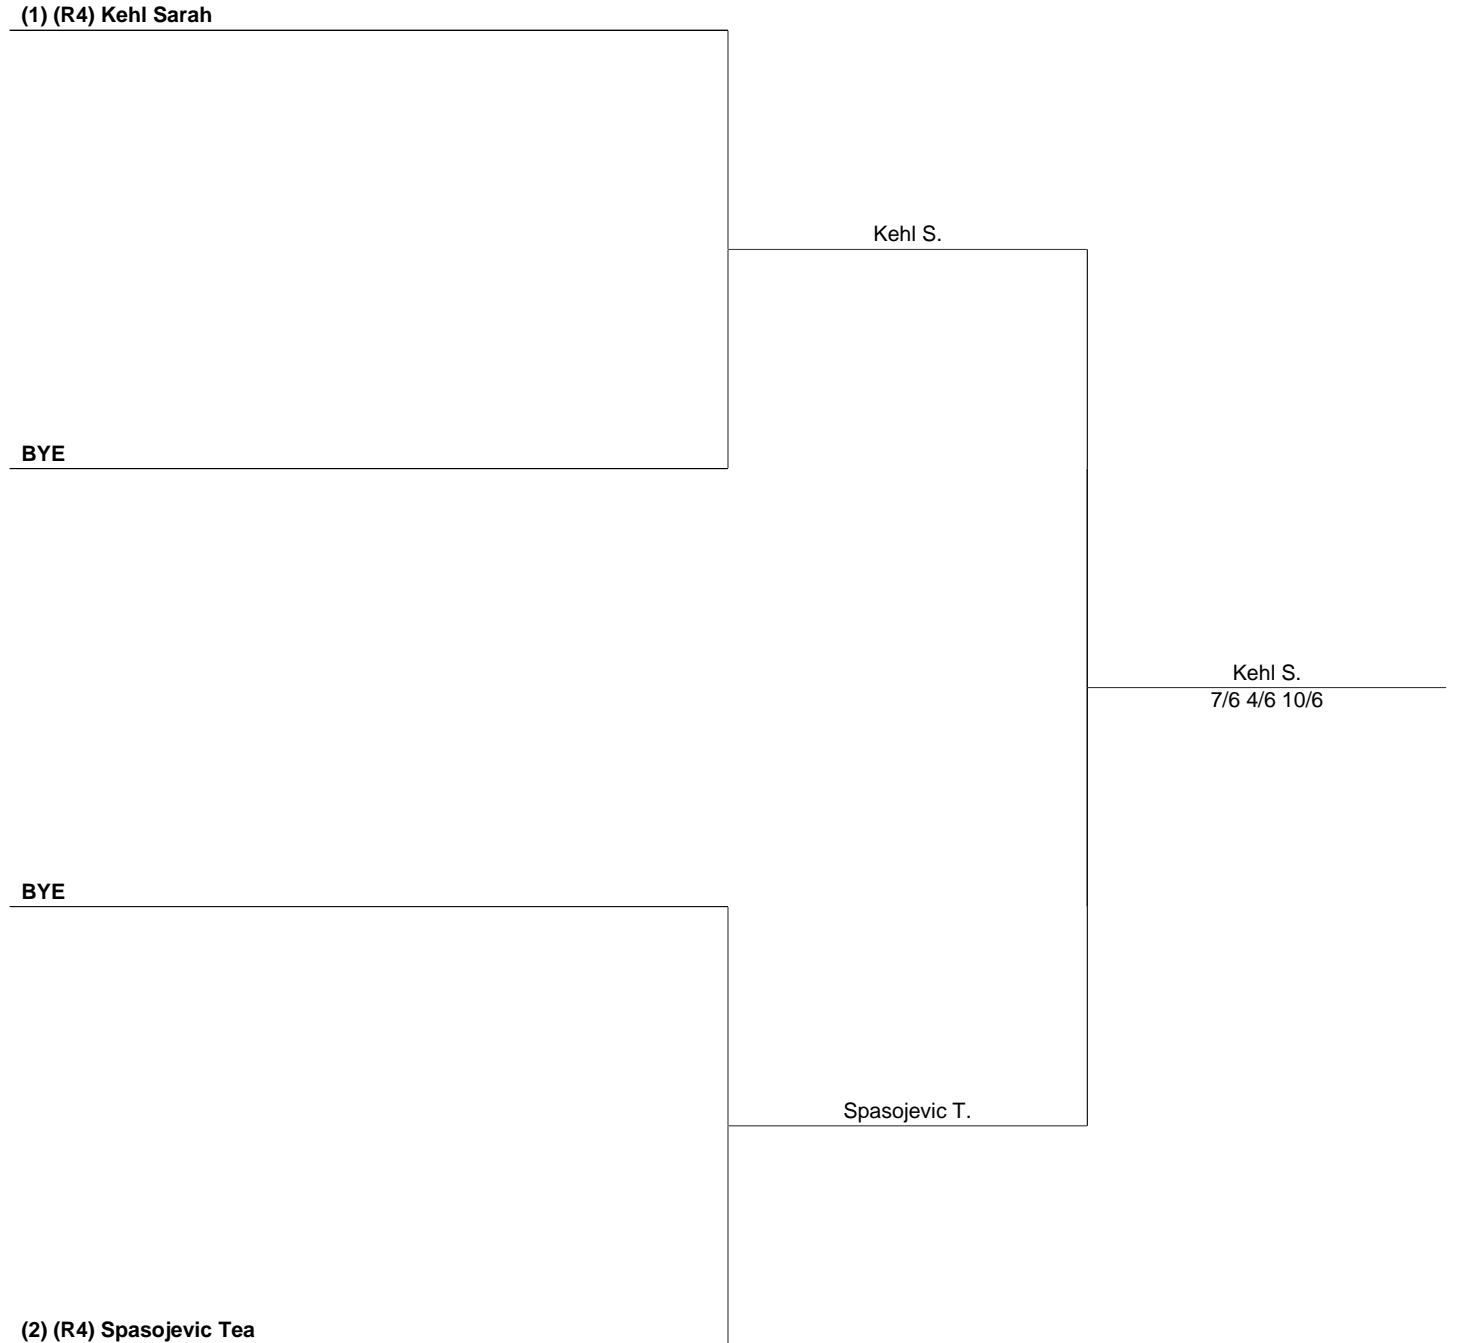 (1) (R4) Kehl Sarah
Kehl S.
BYE
Kehl S.
7/6 4/6 10/6
BYE
Spasojevic T.
(2) (R4) Spasojevic Tea